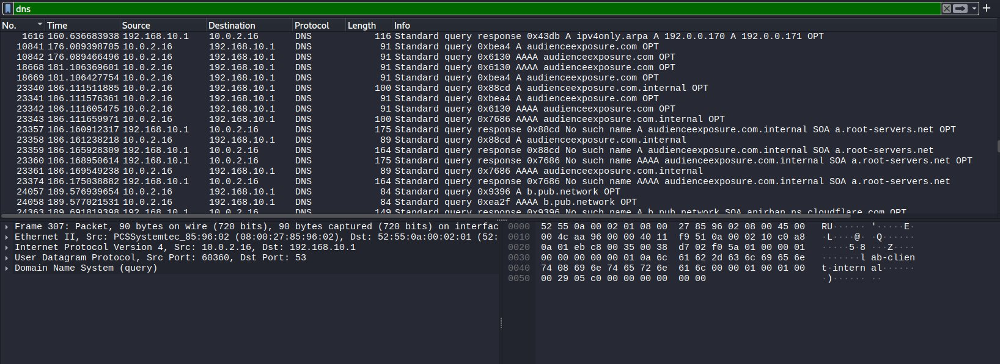 dns
No. Time Source Destination Protocol Length Info
1616 160.636683938 192.168.10.1 10.0.2.16 DNS 116 Standard query response 0x43db A ipv4only.arpa A 192.0.0.170 A 192.0.0.171 OPT
10841 176.089398705 10.0.2.16 192.168.10.1 DNS 91 Standard query 0xbea4 A audienceexposure.com OPT
10842 176.089466496 10.0.2.16 192.168.10.1 DNS 91 Standard query 0x6130 AAAA audienceexposure.com OPT
18668 181.106369601 10.0.2.16 192.168.10.1 DNS 91 Standard query 0x6130 AAAA audienceexposure.com OPT
18669 181.106427754 10.0.2.16 192.168.10.1 DNS 91 Standard query 0xbea4 A audienceexposure.com OPT
23340 186.111511885 10.0.2.16 192.168.10.1 DNS 100 Standard query 0x88cd A audienceexposure.com.internal OPT
23341 186.111576361 10.0.2.16 192.168.10.1 DNS 91 Standard query 0xbea4 A audienceexposure.com OPT
23342 186.111605475 10.0.2.16 192.168.10.1 DNS 91 Standard query 0x6130 AAAA audienceexposure.com OPT
23343 186.111659971 10.0.2.16 192.168.10.1 DNS 100 Standard query 0x7686 AAAA audienceexposure.com.internal OPT
23357 186.160912317 192.168.10.1 10.0.2.16 DNS 175 Standard query response 0x88cd No such name A audienceexposure.com.internal SOA a.root-servers.net OPT
23358 186.161238218 10.0.2.16 192.168.10.1 DNS 89 Standard query 0x88cd A audienceexposure.com.internal
23359 186.165928309 192.168.10.1 10.0.2.16 DNS 164 Standard query response 0x88cd No such name A audienceexposure.com.internal SOA a.root-servers.net
23360 186.168950614 192.168.10.1 10.0.2.16 DNS 175 Standard query response 0x7686 No such name AAAA audienceexposure.com.internal SOA a.root-servers.net OPT
23361 186.169549238 10.0.2.16 192.168.10.1 DNS 89 Standard query 0x7686 AAAA audienceexposure.com.internal
23374 186.175038882 192.168.10.1 10.0.2.16 DNS 164 Standard query response 0x7686 No such name AAAA audienceexposure.com.internal SOA a.root-servers.net
24057 189.576939654 10.0.2.16 192.168.10.1 DNS 84 Standard query 0x9396 A b.pub.network OPT
24058 189.577021531 10.0.2.16 192.168.10.1 DNS 84 Standard query 0xea2f AAAA b.pub.network OPT
24363 189.691819398 192.168.10.1 10.0.2.16 DNS 149 Standard query response 0x9396 No such name A b.pub.network SOA anirban.ns.cloudflare.com OPT
Frame 307: Packet, 90 bytes on wire (720 bits), 90 bytes captured (720 bits) on interfac
Ethernet II, Src: PCSSystemtec_85:96:02 (08:00:27:85:96:02), Dst: 52:55:0a:00:02:01 (52:
Internet Protocol Version 4, Src: 10.0.2.16, Dst: 192.168.10.1
User Datagram Protocol, Src Port: 60360, Dst Port: 53
Domain Name System (query)
0000 52 55 0a 00 02 01 08 00 27 85 96 02 08 00 45 00 RU······ '·····E·
0010 00 4c aa 96 00 00 40 11 f9 51 0a 00 02 10 c0 a8 ·L····@· ·Q······
0020 0a 01 eb c8 00 35 00 38 d7 02 f0 5a 01 00 00 01 ·····5·8 ···Z····
0030 00 00 00 00 00 01 0a 6c 61 62 2d 63 6c 69 65 6e ·······l ab-clien
0040 74 08 69 6e 74 65 72 6e 61 6c 00 00 01 00 01 00 t·intern al······
0050 00 29 05 c0 00 00 00 00 00 00 ·)······ ··